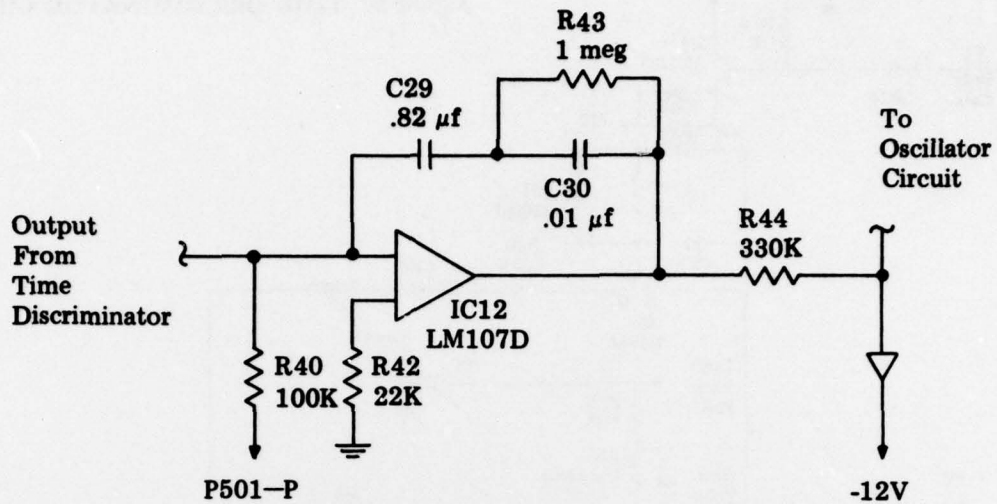 R43
1 meg
C29
.82 µf
To
Oscillator
Circuit
C30
.01 µf
R44
330K
Output
From
Time
Discriminator
IC12
LM107D
R40
100K
R42
22K
P501—P
-12V